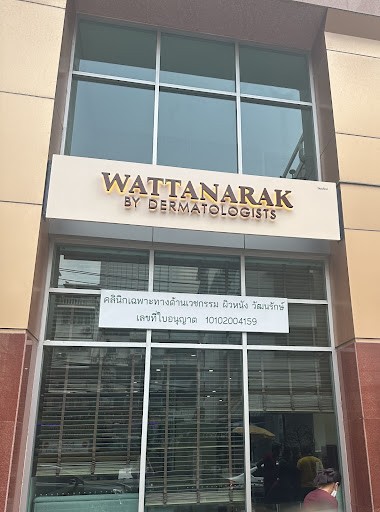 WATTANARAK
BY DERMATOLOGISTS
คลินิกเฉพาะทางด้านเวชกรรม ผิวหนัง วัฒนรักษ์
เลขที่ใบอนุญาต 10102004159